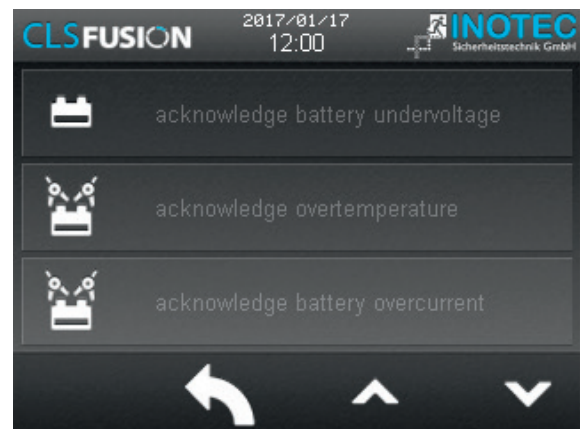 CLSFUSION
2017/01/17
12:00
INOTEC
Sicherheitstechnik GmbH
acknowledge battery undervoltage
acknowledge overtemperature
acknowledge battery overcurrent